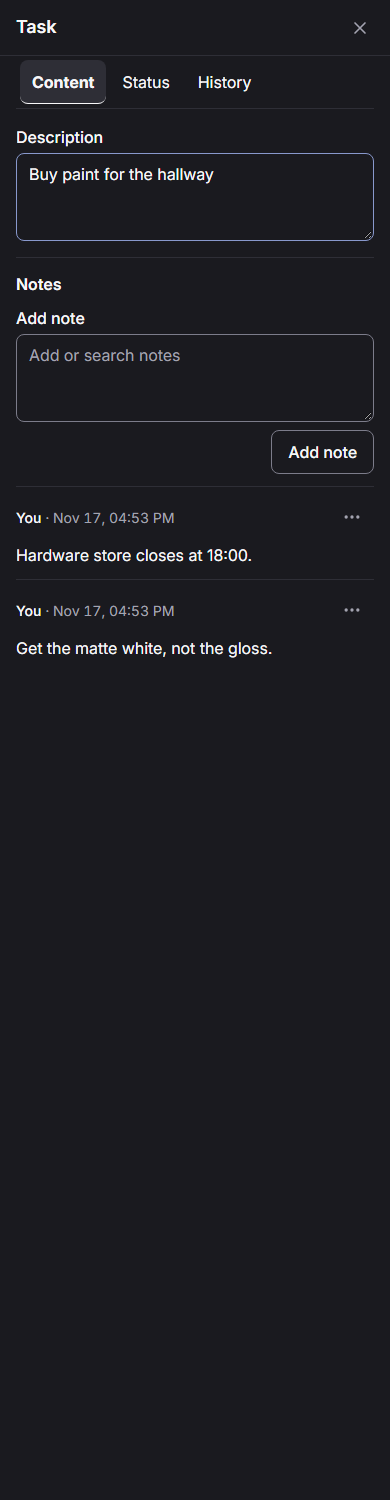 Task
Content Status History
Description
Buy paint for the hallway
Notes
Add note
Add or search notes
Add note
You · Nov 17, 04:53 PM
Hardware store closes at 18:00.
You · Nov 17, 04:53 PM
Get the matte white, not the gloss.